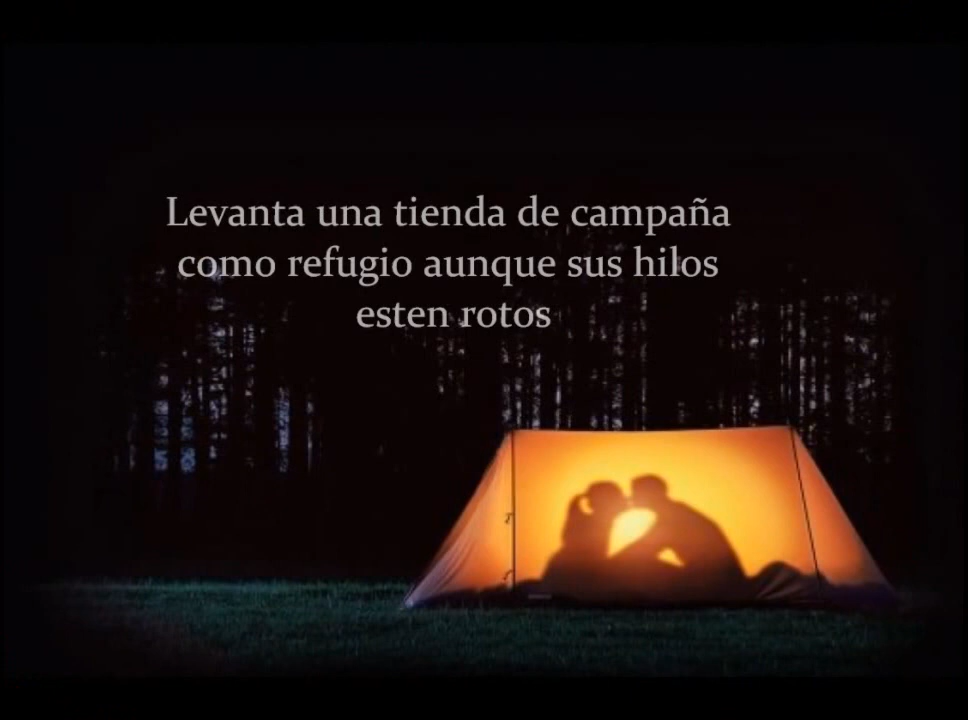 Levanta una tienda de campaña
como refugio aunque sus hilos
esten rotos